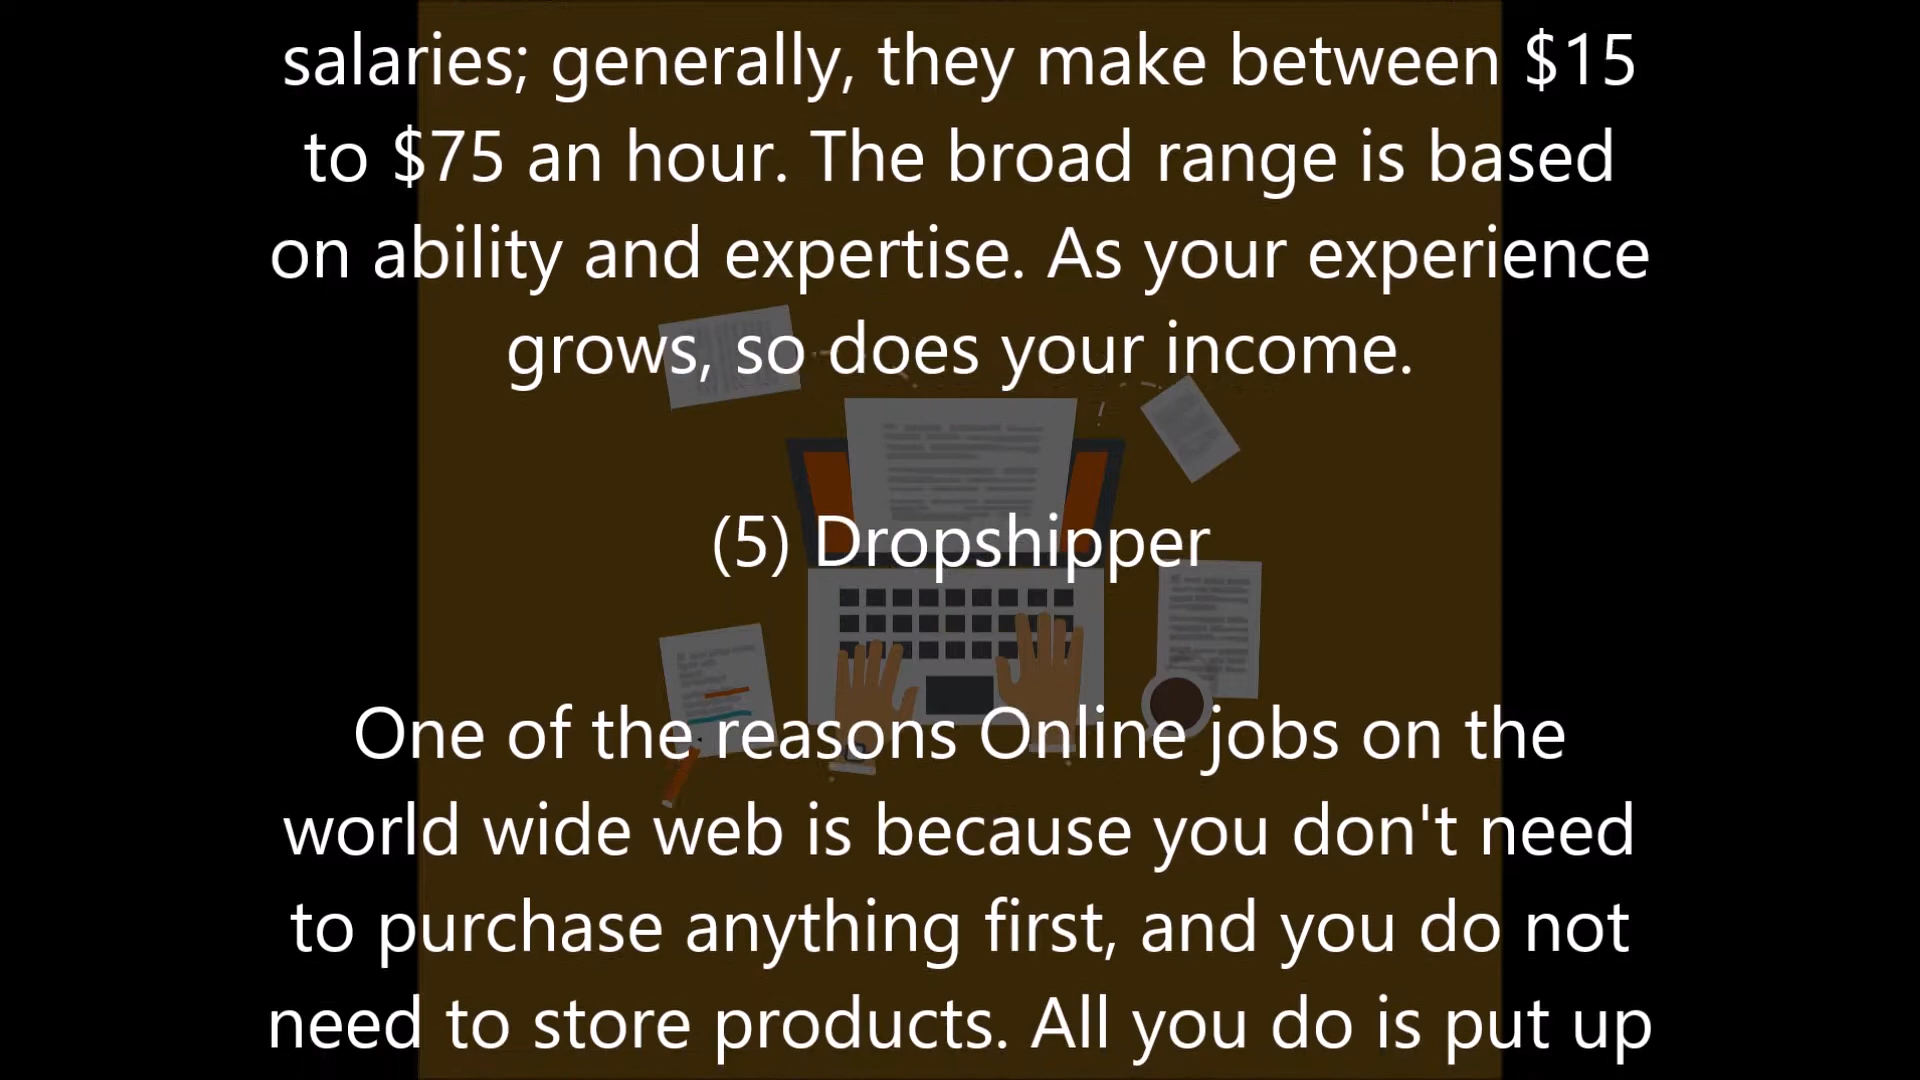 salaries; generally, they make between $15
to $75 an hour. The broad range is based
on ability and expertise. As your experience
grows, so does your income.
(5) Dropshipper
One of the reasons Online jobs on the
world wide web is because you don't need
to purchase anything first, and you do not
need to store products. All you do is put up